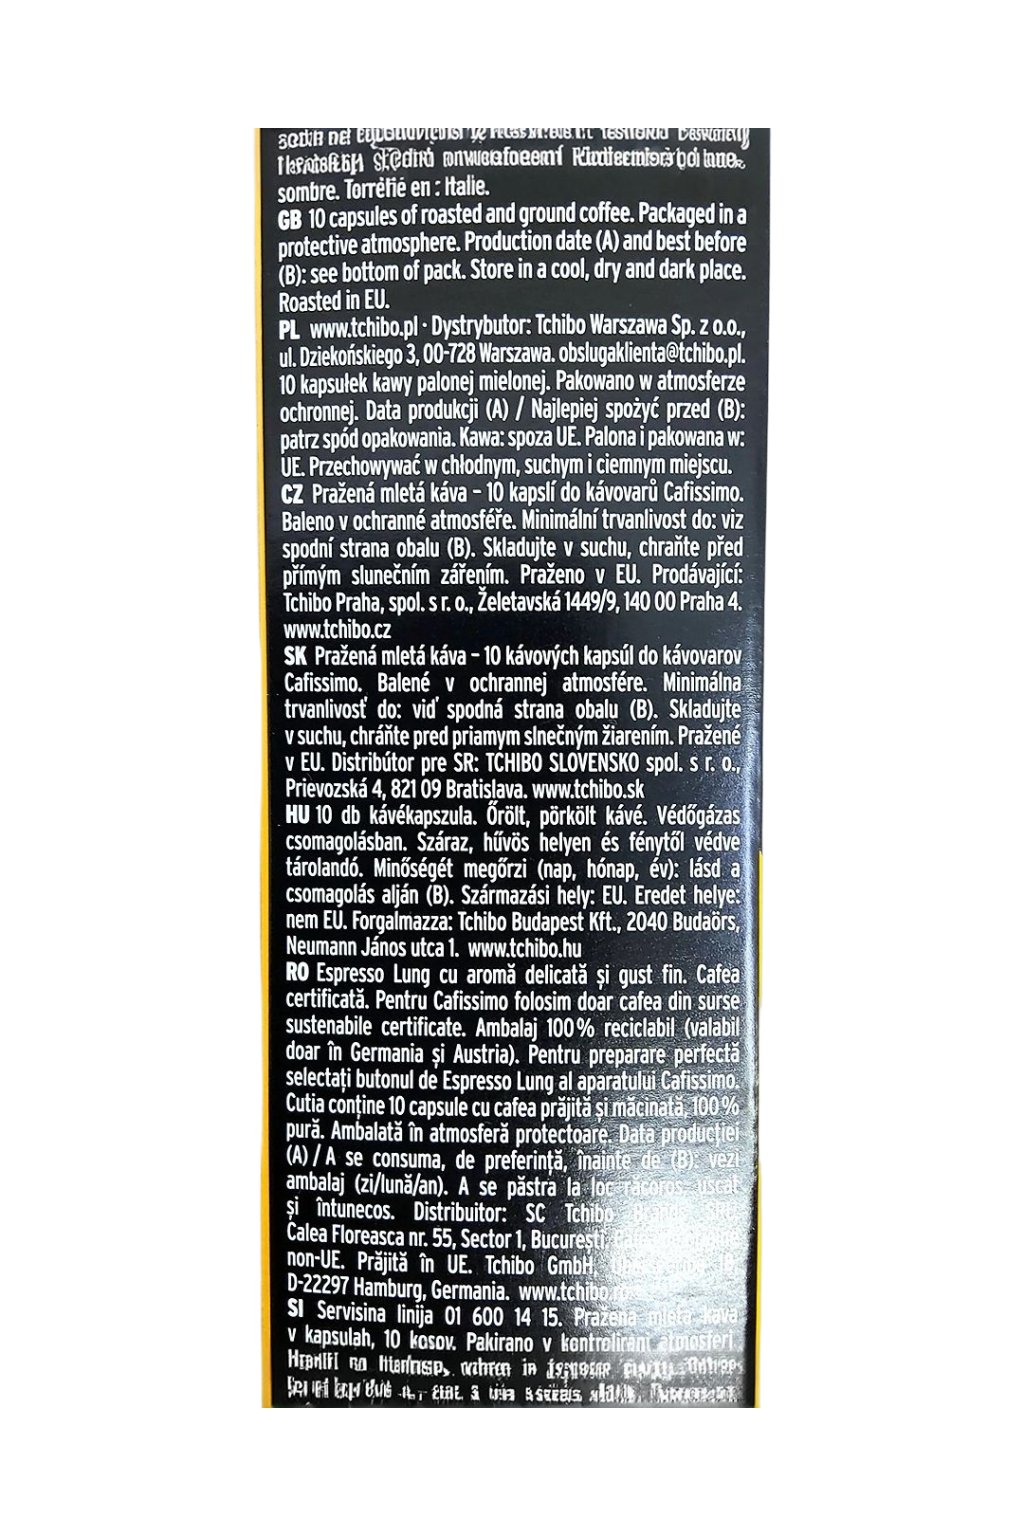 sombre. Torréfié en : Italie.
GB 10 capsules of roasted and ground coffee. Packaged in a
protective atmosphere. Production date (A) and best before
(B): see bottom of pack. Store in a cool, dry and dark place.
Roasted in EU.
PL www.tchibo.pl · Dystrybutor: Tchibo Warszawa Sp. z o.o.,
ul. Dziekońskiego 3, 00-728 Warszawa. obslugaklienta@tchibo.pl.
10 kapsułek kawy palonej mielonej. Pakowano w atmosferze
ochronnej. Data produkcji (A) / Najlepiej spożyć przed (B):
patrz spód opakowania. Kawa: spoza UE. Palona i pakowana w:
UE. Przechowywać w chłodnym, suchym i ciemnym miejscu.
CZ Pražená mletá káva – 10 kapslí do kávovarů Cafissimo.
Baleno v ochranné atmosféře. Minimální trvanlivost do: viz
spodní strana obalu (B). Skladujte v suchu, chraňte před
přímým slunečním zářením. Praženo v EU. Prodávající:
Tchibo Praha, spol. s r. o., Želetavská 1449/9, 140 00 Praha 4.
www.tchibo.cz
SK Pražená mletá káva – 10 kávových kapsúl do kávovarov
Cafissimo. Balené v ochrannej atmosfére. Minimálna
trvanlivosť do: viď spodná strana obalu (B). Skladujte
v suchu, chráňte pred priamym slnečným žiarením. Pražené
v EU. Distribútor pre SR: TCHIBO SLOVENSKO spol. s r. o.,
Prievozská 4, 821 09 Bratislava. www.tchibo.sk
HU 10 db kávékapszula. Őrölt, pörkölt kávé. Védőgázas
csomagolásban. Száraz, hűvös helyen és fénytől védve
tárolandó. Minőségét megőrzi (nap, hónap, év): lásd a
csomagolás alján (B). Származási hely: EU. Eredet helye:
nem EU. Forgalmazza: Tchibo Budapest Kft., 2040 Budaörs,
Neumann János utca 1. www.tchibo.hu
RO Espresso Lung cu aromă delicată și gust fin. Cafea
certificată. Pentru Cafissimo folosim doar cafea din surse
sustenabile certificate. Ambalaj 100% reciclabil (valabil
doar în Germania și Austria). Pentru preparare perfectă
selectați butonul de Espresso Lung al aparatului Cafissimo.
Cutia conține 10 capsule cu cafea prăjită și măcinată, 100%
pură. Ambalată în atmosferă protectoare. Data producției
(A) / A se consuma, de preferință, înainte de (B): vezi
ambalaj (zi/lună/an). A se păstra la loc răcoros, uscat
și întunecos. Distribuitor: SC Tchibo
Calea Floreasca nr. 55, Sector 1, București,
non-UE. Prăjită în UE. Tchibo GmbH,
D-22297 Hamburg, Germania. www.tchibo.ro
SI Servisina linija 01 600 14 15. Pražena mleta kava
v kapsulah, 10 kosov. Pakirano v kontrolirani atmosferi.